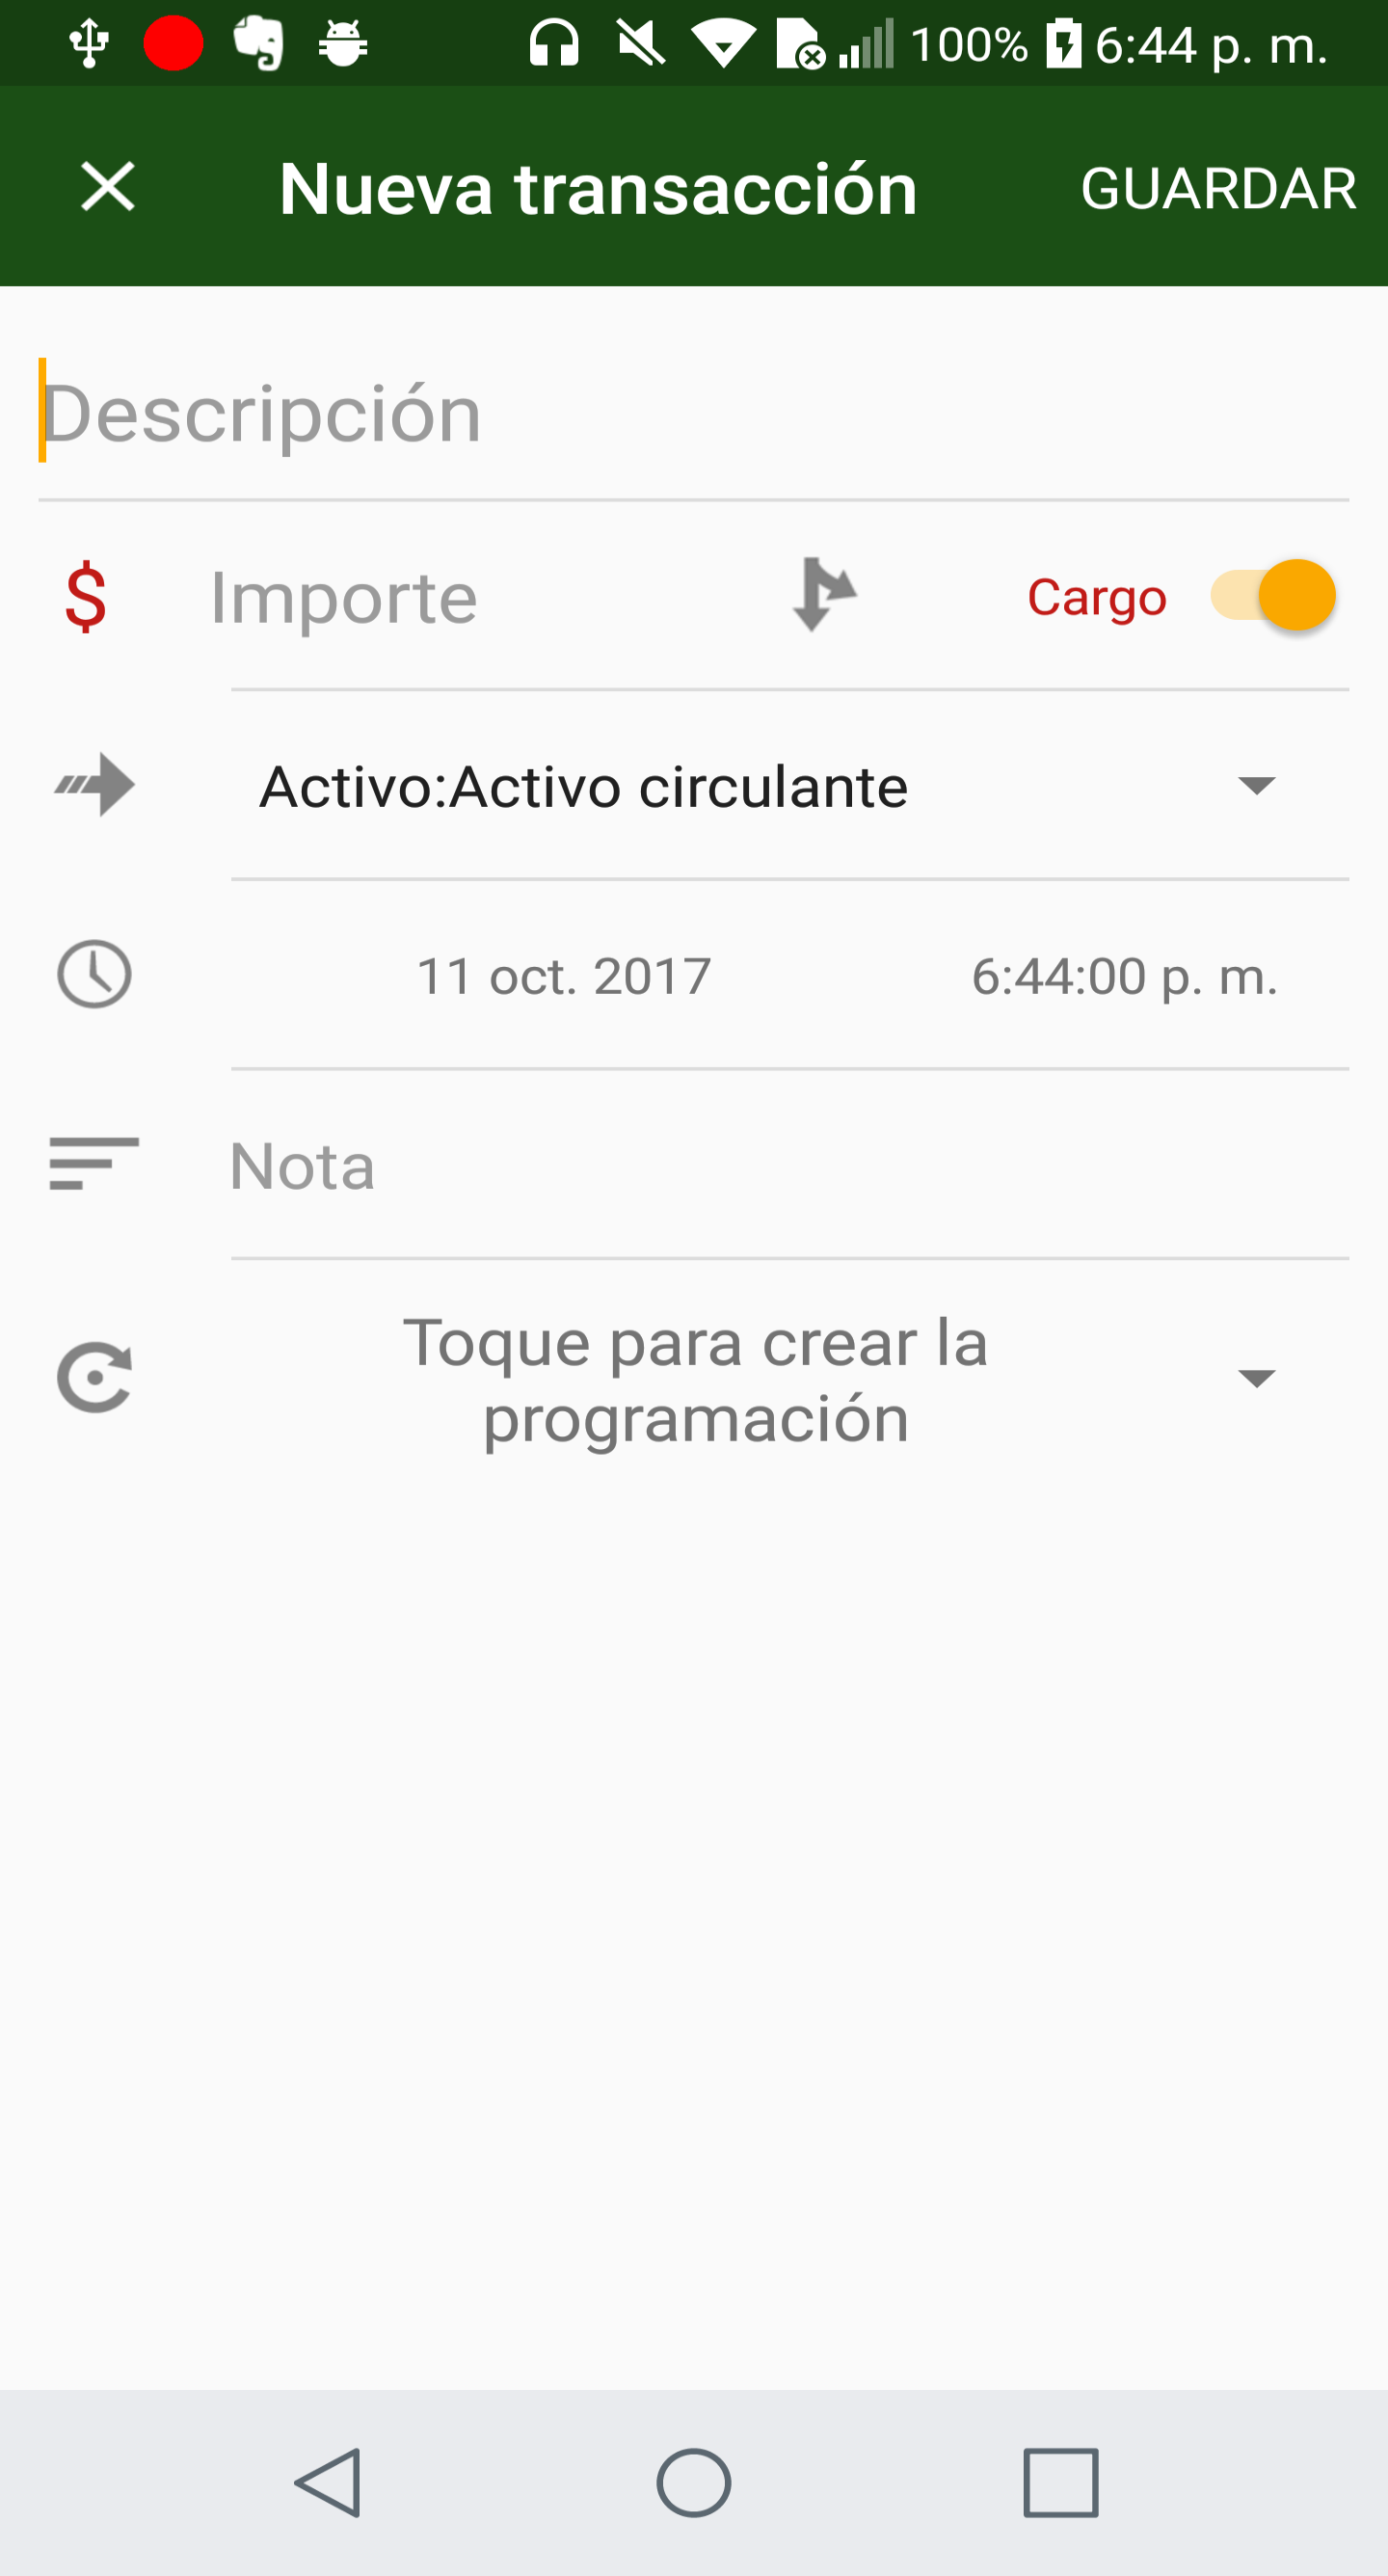 100% 6:44 p. m.
Nueva transacción GUARDAR
Descripción
$ Importe Cargo
Activo:Activo circulante
11 oct. 2017 6:44:00 p. m.
Nota
Toque para crear la
programación